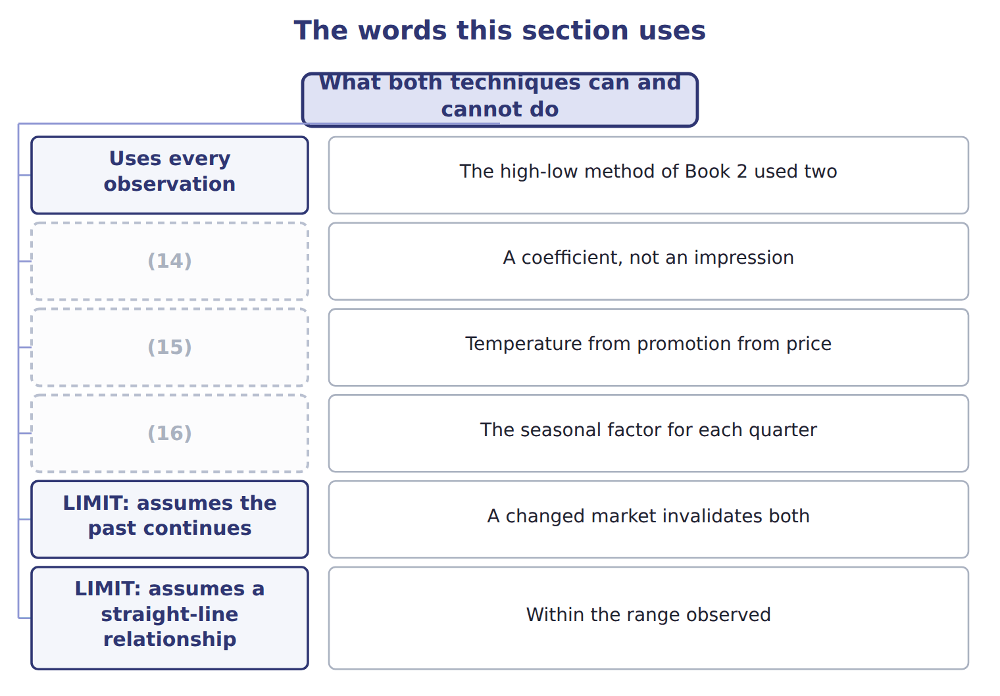 The words this section uses
What both techniques can and
cannot do
Uses every
observation
The high-low method of Book 2 used two
(14)
A coefficient, not an impression
(15)
Temperature from promotion from price
(16)
The seasonal factor for each quarter
LIMIT: assumes the
past continues
A changed market invalidates both
LIMIT: assumes a
straight-line
relationship
Within the range observed